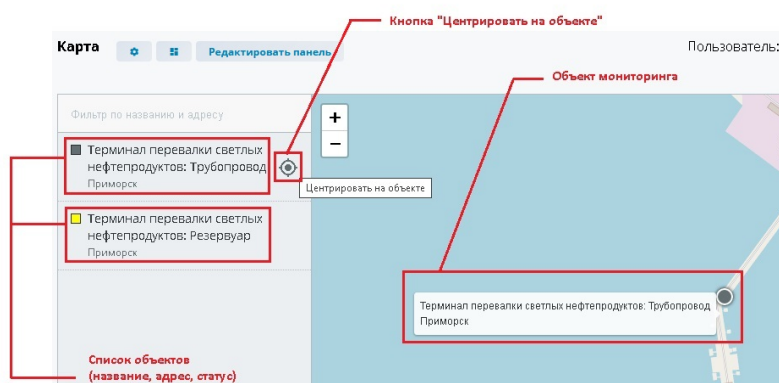 Кнопка "Центрировать на объекте"
Карта
Редактировать панель
Пользователь:
Объект мониторинга
Фильтр по названию и адресу
+
−
Терминал перевалки светлых
нефтепродуктов: Трубопровод
Приморск
Центрировать на объекте
Терминал перевалки светлых
нефтепродуктов: Резервуар
Приморск
Терминал перевалки светлых нефтепродуктов: Трубопровод
Приморск
Список объектов
(название, адрес, статус)